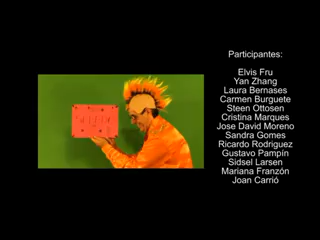 Participantes:
Elvis Fru
Yan Zhang
Laura Bernases
Carmen Burguete
Steen Ottosen
Cristina Marques
Jose David Moreno
Sandra Gomes
Ricardo Rodriguez
Gustavo Pampín
Sidsel Larsen
Mariana Franzón
Joan Carrió